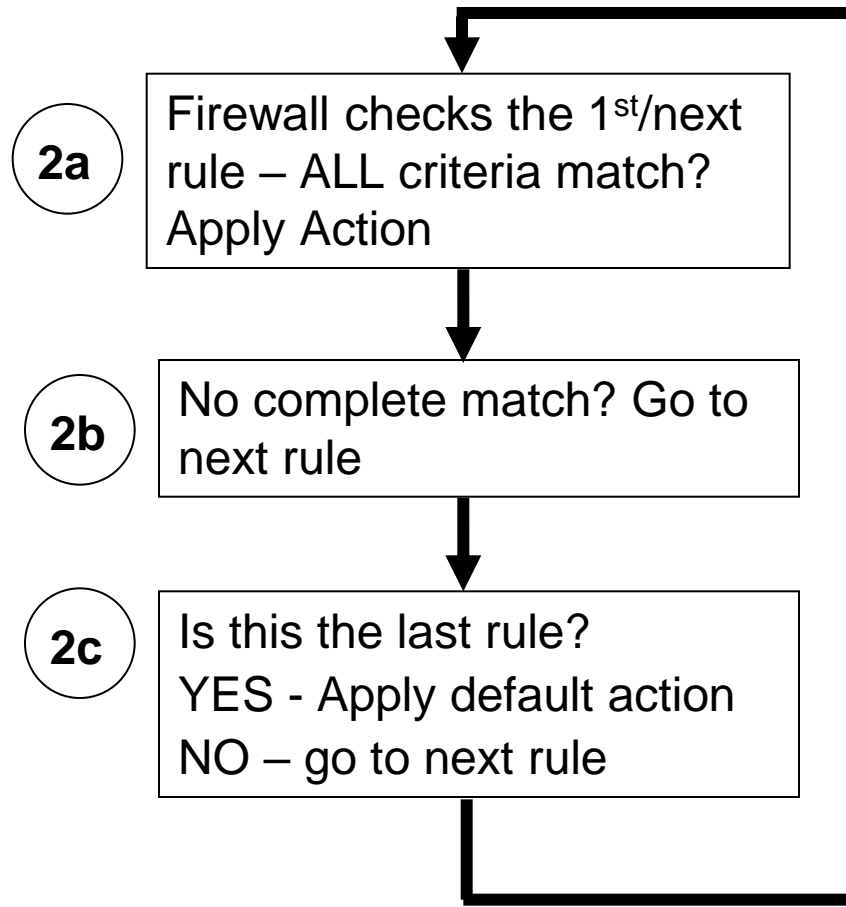 2a
Firewall checks the 1st/next
rule – ALL criteria match?
Apply Action
2b
No complete match? Go to
next rule
2c
Is this the last rule?
YES - Apply default action
NO – go to next rule